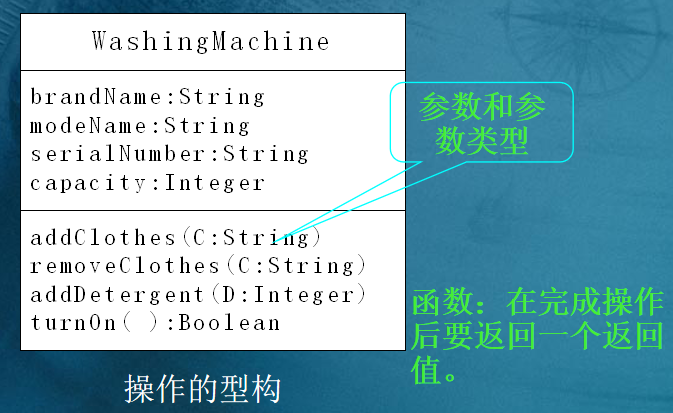 WashingMachine
brandName:String
modeName:String
serialNumber:String
capacity:Integer
参数和参
数类型
addClothes(C:String)
removeClothes(C:String)
addDetergent(D:Integer)
turnOn( ):Boolean
函数：在完成操作
后要返回一个返回
值。
操作的型构